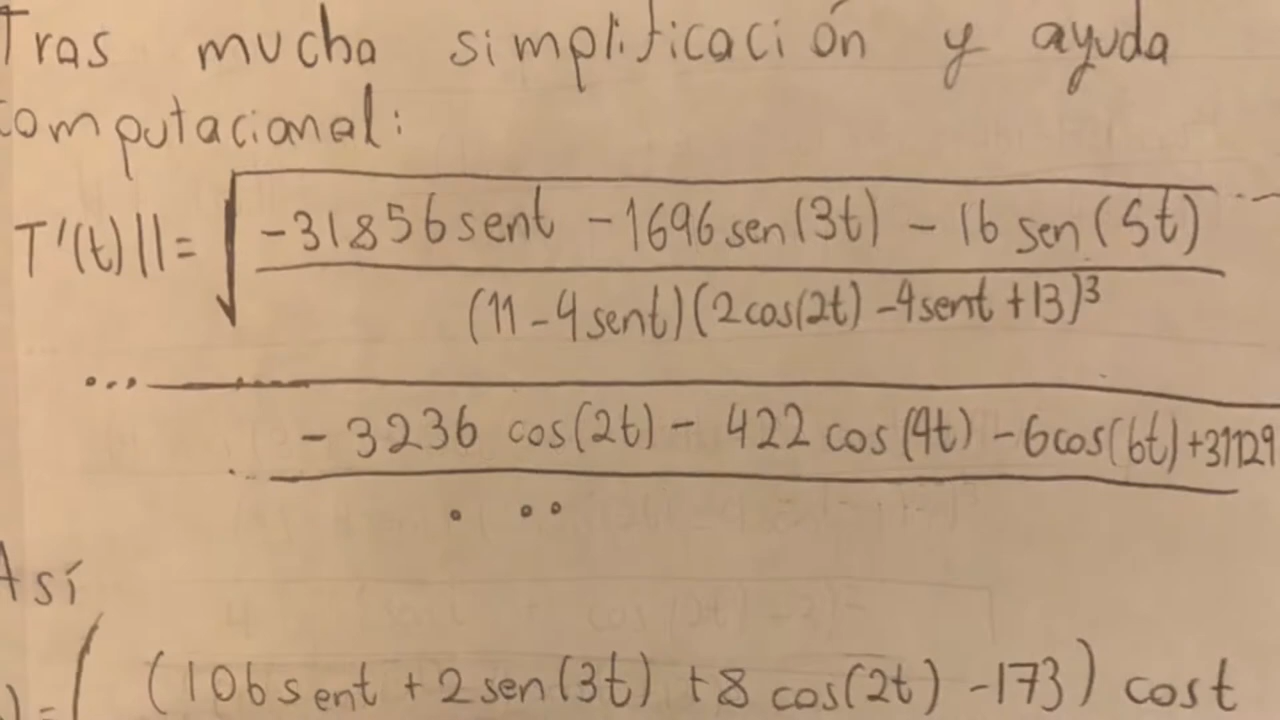 Tras mucha simplificación y ayuda
computacional:
T'(t)|| = √ -31856 sent - 1696 sen(3t) - 16 sen(5t) ...
(11 - 4 sent)(2cos(2t) - 4sent + 13)³
... - 3236 cos(2t) - 422 cos(4t) - 6cos(6t) + 31129
...
Así
) = ( (106 sent + 2 sen(3t) + 8 cos(2t) - 173) cost